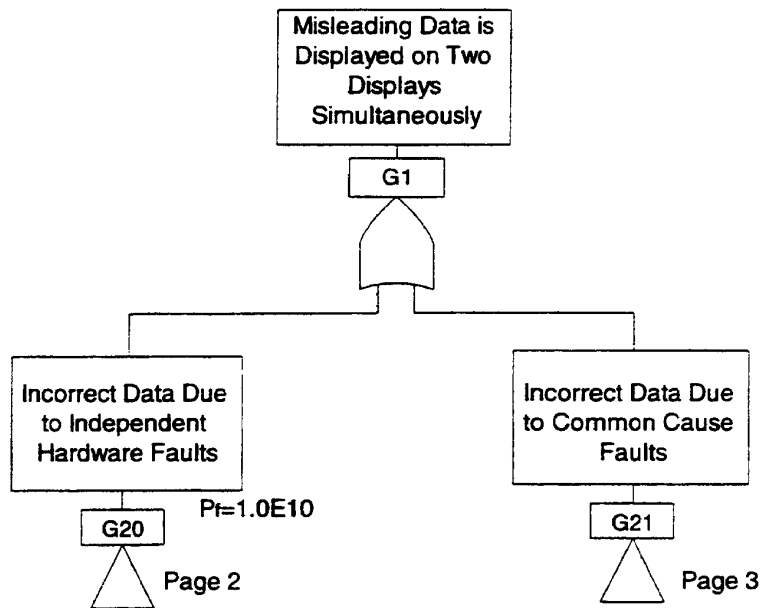 Misleading Data is
Displayed on Two
Displays
Simultaneously
G1
Incorrect Data Due
to Independent
Hardware Faults
Incorrect Data Due
to Common Cause
Faults
Pf=1.0E10
G20
G21
Page 2
Page 3